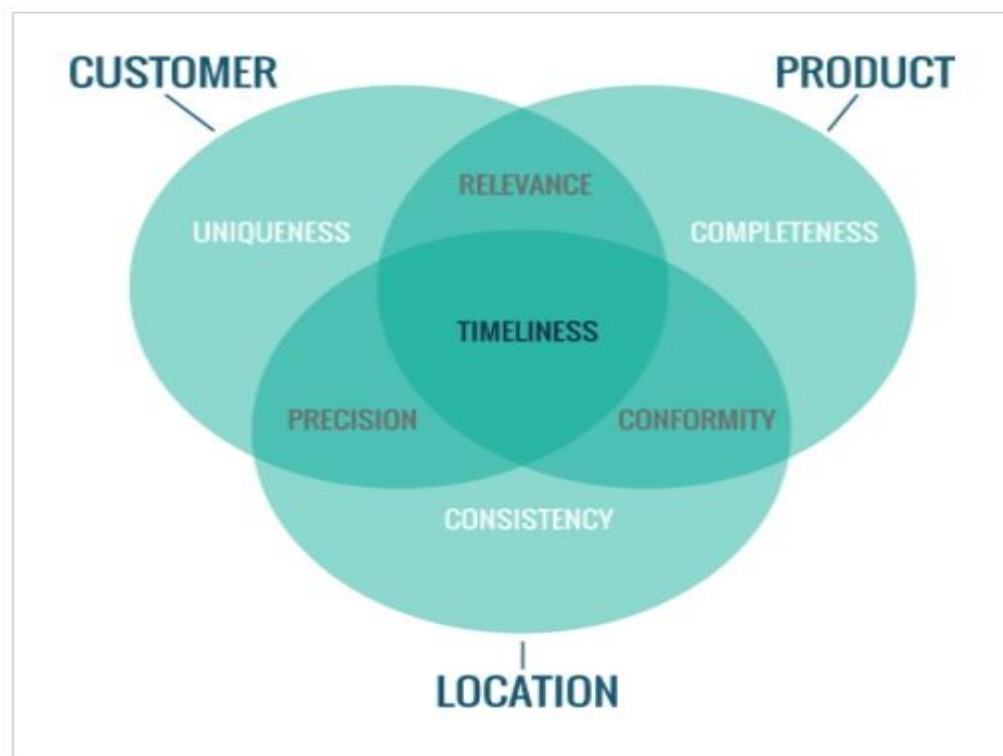 CUSTOMER
PRODUCT
RELEVANCE
UNIQUENESS
COMPLETENESS
TIMELINESS
PRECISION
CONFORMITY
CONSISTENCY
LOCATION